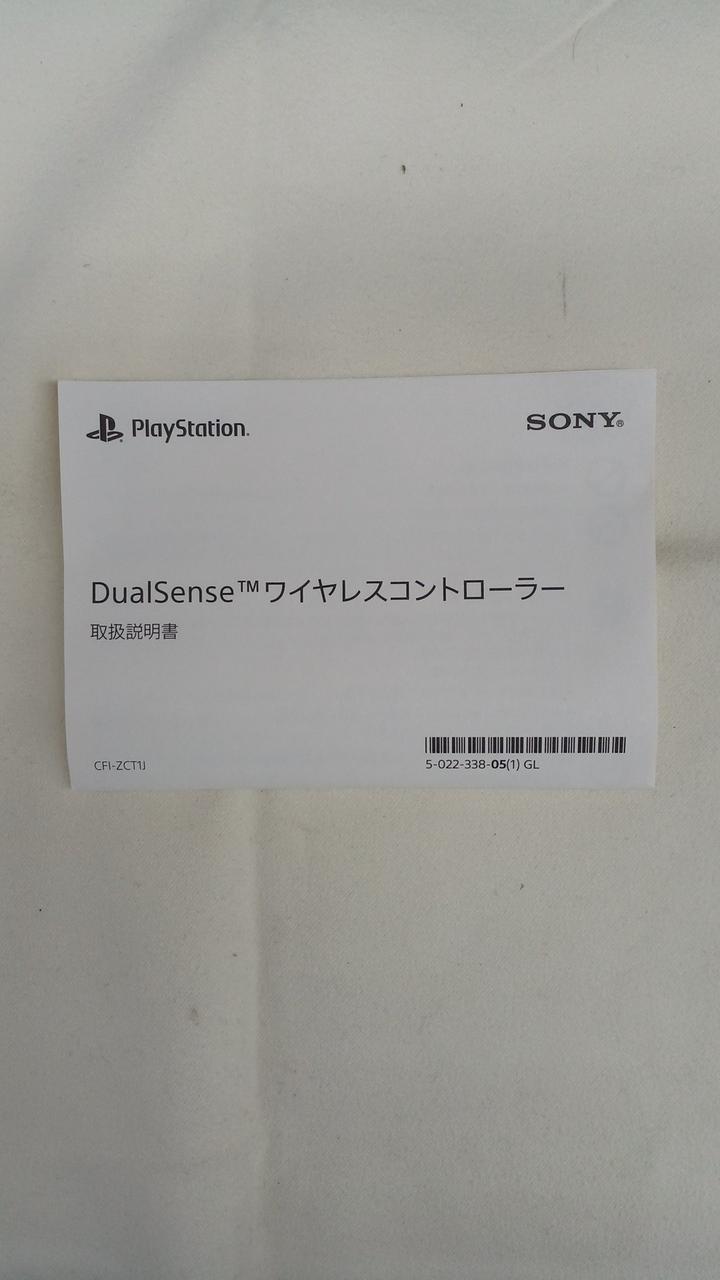 PlayStation®
SONY®
DualSense™ワイヤレスコントローラー
取扱説明書
CFI-ZCT1J
5-022-338-05(1) GL